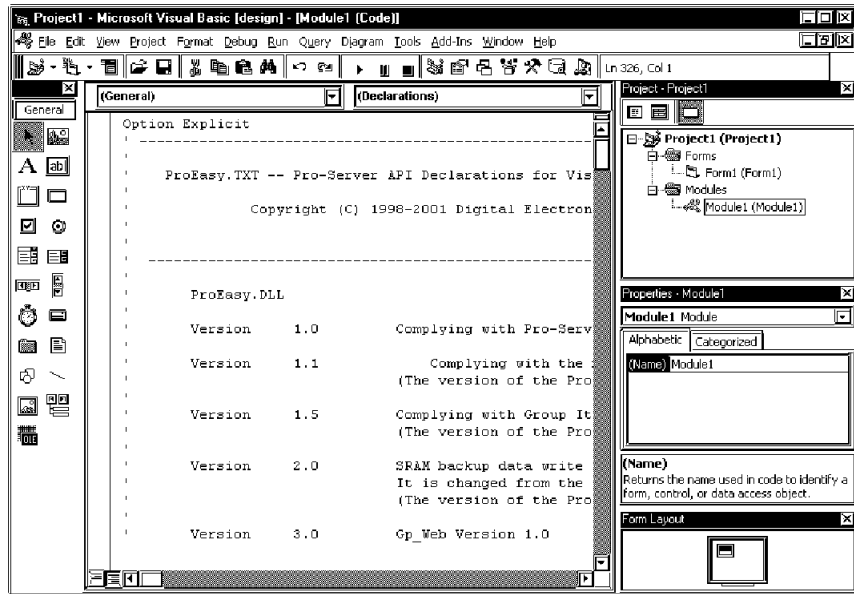 Project1 - Microsoft Visual Basic [design] - [Module1 (Code)]
File Edit View Project Format Debug Run Query Diagram Tools Add-Ins Window Help
Ln 326, Col 1
General
(General)
(Declarations)
Option Explicit
' ------------------------------------------------------
' ProEasy.TXT -- Pro-Server API Declarations for Vis
' Copyright (C) 1998-2001 Digital Electron
' ------------------------------------------------------
' ProEasy.DLL
' Version 1.0 Complying with Pro-Serv
' Version 1.1 Complying with the
' (The version of the Pro
' Version 1.5 Complying with Group It
' (The version of the Pro
' Version 2.0 SRAM backup data write
' It is changed from the
' (The version of the Pro
' Version 3.0 Gp_Web Version 1.0
Project - Project1
Project1 (Project1)
Forms
Form1 (Form1)
Modules
Module1 (Module1)
Properties - Module1
Module1 Module
Alphabetic Categorized
(Name) Module1
(Name)
Returns the name used in code to identify a
form, control, or data access object.
Form Layout